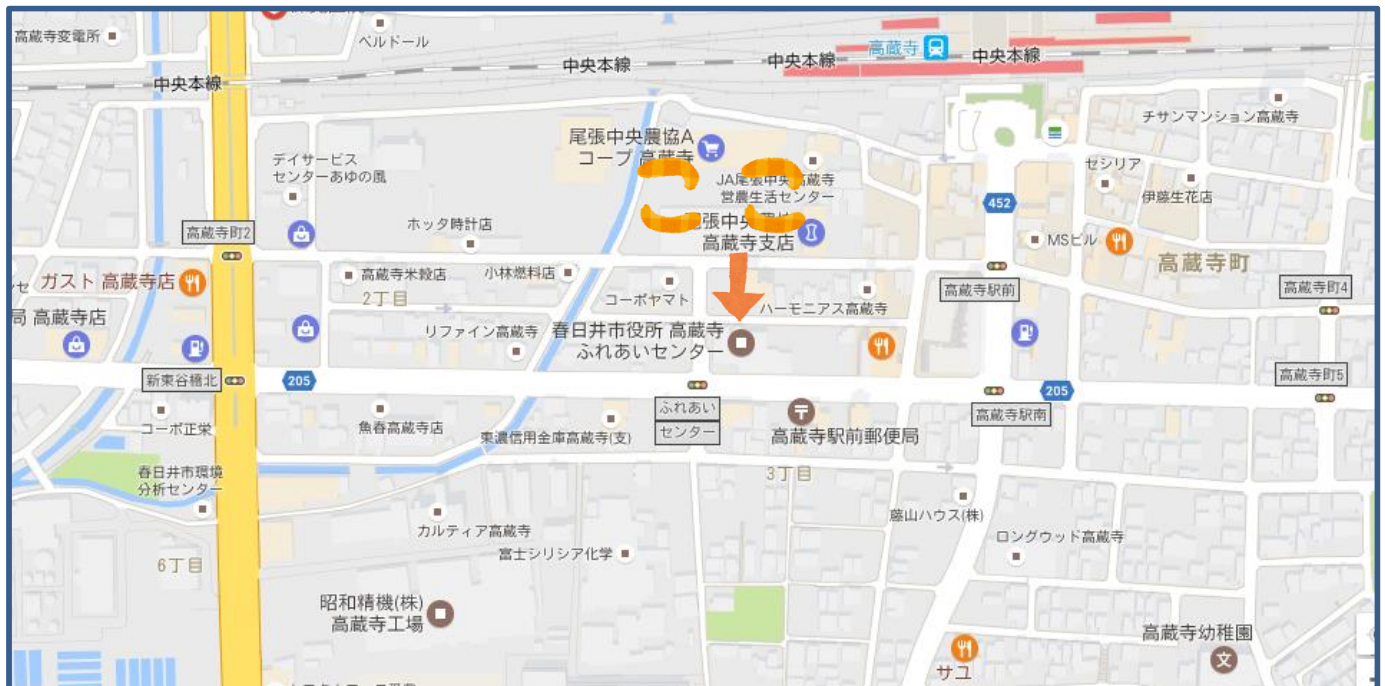 高蔵寺変電所
ベルドール
中央本線
中央本線
中央本線
高蔵寺
中央本線
チサンマンション高蔵寺
尾張中央農協A
コープ 高蔵寺
デイサービス
センターあゆの風
ここ
JA尾張中央高蔵寺
営農生活センター
セシリア
伊藤生花店
452
高蔵寺町2
ホッタ時計店
高蔵寺支店
MSビル
高蔵寺町
ガスト 高蔵寺店
高蔵寺米穀店
小林燃料店
2丁目
コーポヤマト
ハーモニアス高蔵寺
高蔵寺駅前
高蔵寺町4
局 高蔵寺店
リファイン高蔵寺
春日井市役所 高蔵寺
ふれあいセンター
新東谷橋北
205
205
高蔵寺町5
コーポ正栄
魚春高蔵寺店
東濃信用金庫高蔵寺(支)
ふれあい
センター
高蔵寺駅前郵便局
高蔵寺駅南
春日井市環境
分析センター
3丁目
カルティア高蔵寺
藤山ハウス(株)
富士シリシア化学
ロングウッド高蔵寺
6丁目
昭和精機(株)
高蔵寺工場
高蔵寺幼稚園
文
サユ